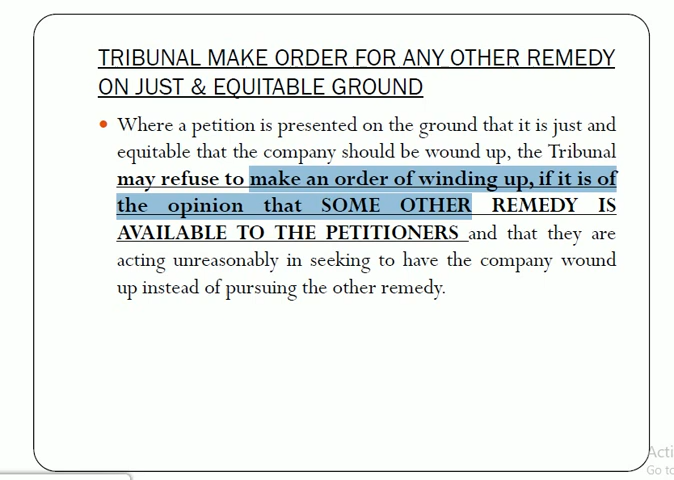 TRIBUNAL MAKE ORDER FOR ANY OTHER REMEDY
ON JUST & EQUITABLE GROUND
• Where a petition is presented on the ground that it is just and
equitable that the company should be wound up, the Tribunal
may refuse to make an order of winding up, if it is of
the opinion that SOME OTHER REMEDY IS
AVAILABLE TO THE PETITIONERS and that they are
acting unreasonably in seeking to have the company wound
up instead of pursuing the other remedy.
Acti
Go to